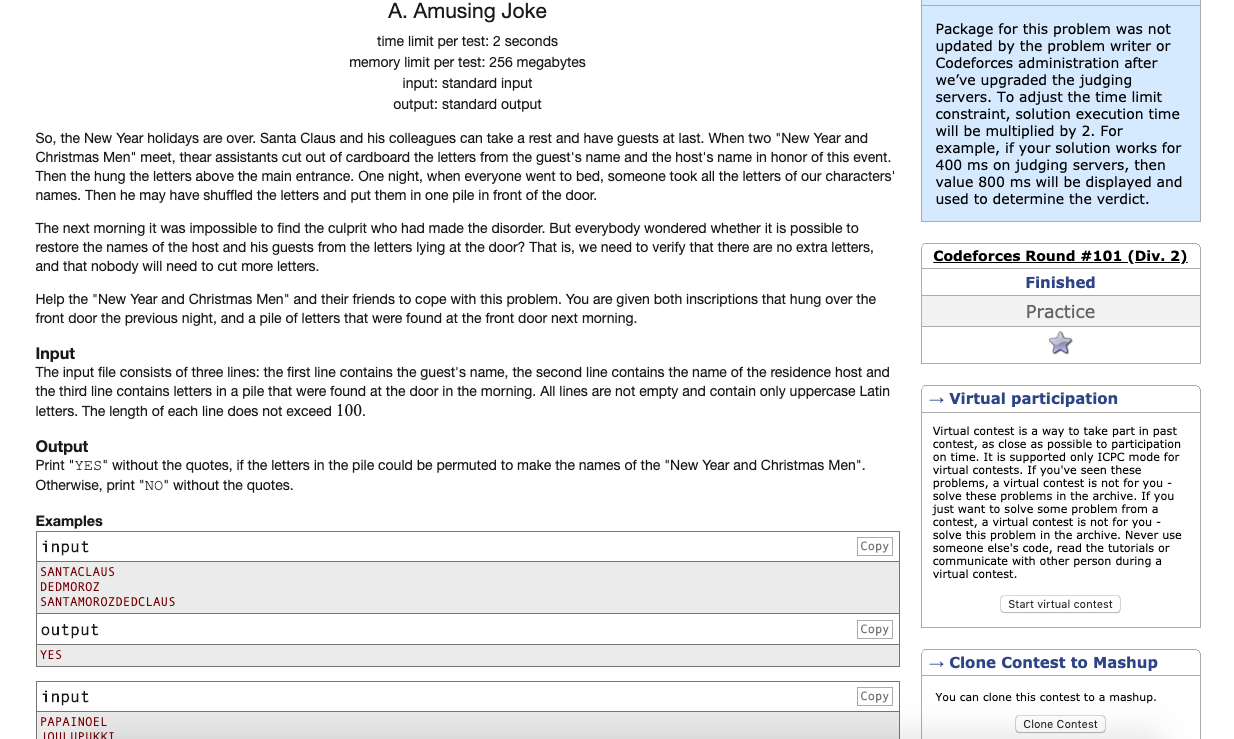 A. Amusing Joke
time limit per test: 2 seconds
memory limit per test: 256 megabytes
input: standard input
output: standard output
So, the New Year holidays are over. Santa Claus and his colleagues can take a rest and have guests at last. When two "New Year and
Christmas Men" meet, thear assistants cut out of cardboard the letters from the guest's name and the host's name in honor of this event.
Then the hung the letters above the main entrance. One night, when everyone went to bed, someone took all the letters of our characters'
names. Then he may have shuffled the letters and put them in one pile in front of the door.
The next morning it was impossible to find the culprit who had made the disorder. But everybody wondered whether it is possible to
restore the names of the host and his guests from the letters lying at the door? That is, we need to verify that there are no extra letters,
and that nobody will need to cut more letters.
Help the "New Year and Christmas Men" and their friends to cope with this problem. You are given both inscriptions that hung over the
front door the previous night, and a pile of letters that were found at the front door next morning.
Input
The input file consists of three lines: the first line contains the guest's name, the second line contains the name of the residence host and
the third line contains letters in a pile that were found at the door in the morning. All lines are not empty and contain only uppercase Latin
letters. The length of each line does not exceed 100.
Output
Print "YES" without the quotes, if the letters in the pile could be permuted to make the names of the "New Year and Christmas Men".
Otherwise, print "NO" without the quotes.
Examples
input
Copy
SANTACLAUS
DEDMOROZ
SANTAMOROZDEDCLAUS
output
Copy
YES
input
Copy
PAPAINOEL
JOULUPUKKI
Package for this problem was not
updated by the problem writer or
Codeforces administration after
we've upgraded the judging
servers. To adjust the time limit
constraint, solution execution time
will be multiplied by 2. For
example, if your solution works for
400 ms on judging servers, then
value 800 ms will be displayed and
used to determine the verdict.
Codeforces Round #101 (Div. 2)
Finished
Practice
→ Virtual participation
Virtual contest is a way to take part in past
contest, as close as possible to participation
on time. It is supported only ICPC mode for
virtual contests. If you've seen these
problems, a virtual contest is not for you -
solve these problems in the archive. If you
just want to solve some problem from a
contest, a virtual contest is not for you -
solve this problem in the archive. Never use
someone else's code, read the tutorials or
communicate with other person during a
virtual contest.
Start virtual contest
→ Clone Contest to Mashup
You can clone this contest to a mashup.
Clone Contest